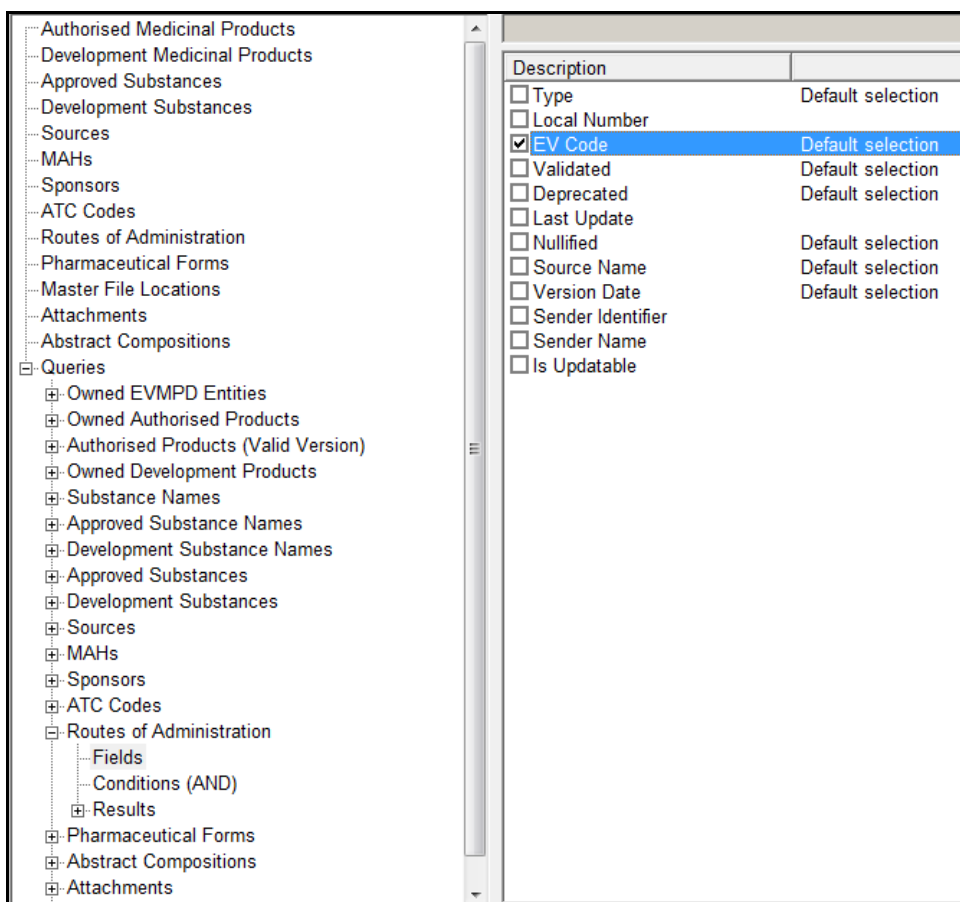 Authorised Medicinal Products
Development Medicinal Products
Approved Substances
Development Substances
Sources
MAHs
Sponsors
ATC Codes
Routes of Administration
Pharmaceutical Forms
Master File Locations
Attachments
Abstract Compositions
Queries
Owned EVMPD Entities
Owned Authorised Products
Authorised Products (Valid Version)
Owned Development Products
Substance Names
Approved Substance Names
Development Substance Names
Approved Substances
Development Substances
Sources
MAHs
Sponsors
ATC Codes
Routes of Administration
Fields
Conditions (AND)
Results
Pharmaceutical Forms
Abstract Compositions
Attachments
Description
Type Default selection
Local Number
EV Code Default selection
Validated Default selection
Deprecated Default selection
Last Update
Nullified Default selection
Source Name Default selection
Version Date Default selection
Sender Identifier
Sender Name
Is Updatable